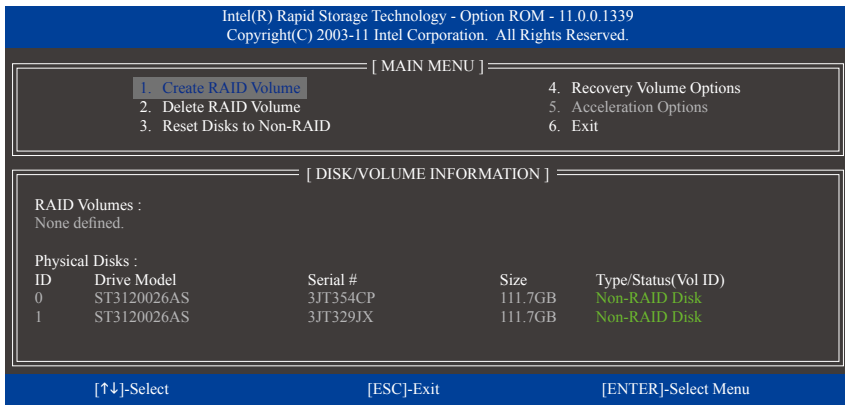 Intel(R) Rapid Storage Technology - Option ROM - 11.0.0.1339
Copyright(C) 2003-11 Intel Corporation. All Rights Reserved.
[ MAIN MENU ]
1. Create RAID Volume
2. Delete RAID Volume
3. Reset Disks to Non-RAID
4. Recovery Volume Options
5. Acceleration Options
6. Exit
[ DISK/VOLUME INFORMATION ]
RAID Volumes :
None defined.
Physical Disks :
ID Drive Model Serial # Size Type/Status(Vol ID)
0 ST3120026AS 3JT354CP 111.7GB Non-RAID Disk
1 ST3120026AS 3JT329JX 111.7GB Non-RAID Disk
[↑↓]-Select [ESC]-Exit [ENTER]-Select Menu